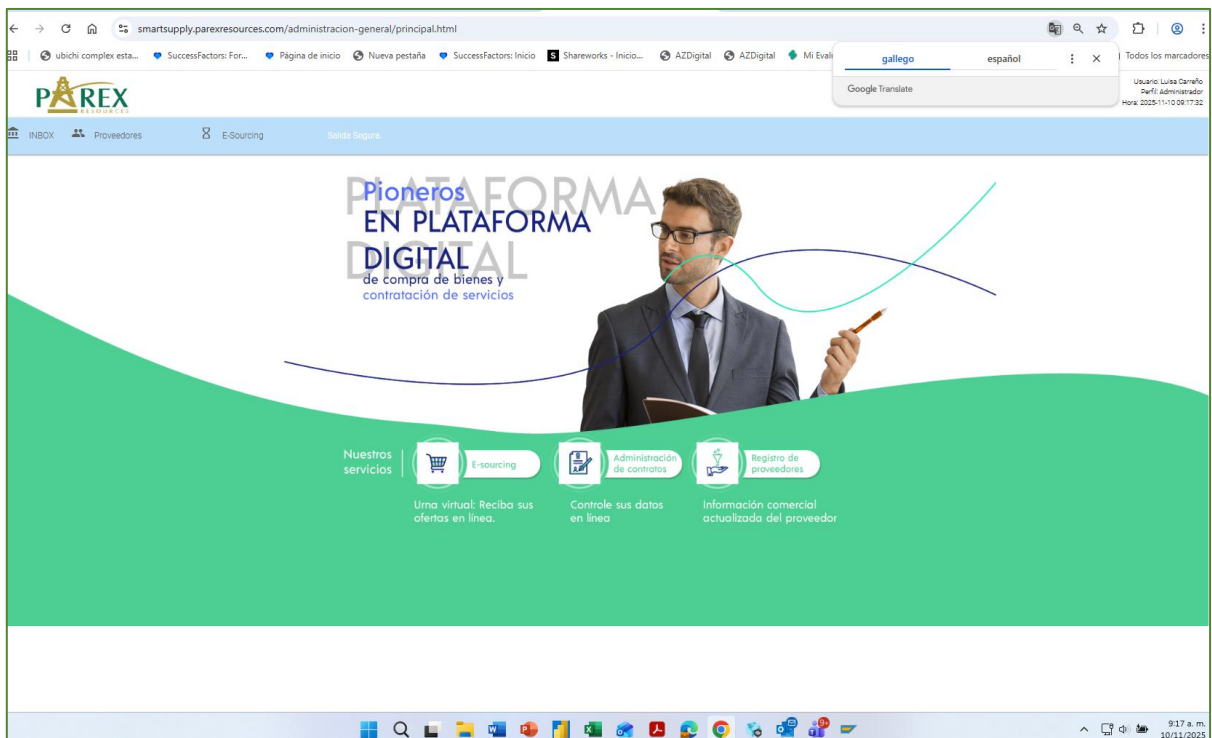 smartsupply.parexresources.com/administracion-general/principal.html
ubichi complex esta... SuccessFactors: For... Página de inicio Nueva pestaña SuccessFactors: Inicio S Shareworks - Inicio... AZDigital AZDigital Mi Evalu Todos los marcadores
gallego español
Google Translate
PAREX
RESOURCES
Usuario: Luisa Carreño
Perfil: Administrador
Hora: 2025-11-10 09:17:32
INBOX Proveedores E-Sourcing Salida Segura.
PLATAFORMA
DIGITAL
Pioneros
EN PLATAFORMA
DIGITAL
de compra de bienes y
contratación de servicios
Nuestros
servicios
E-sourcing
Administración
de contratos
Registro de
proveedores
Urna virtual: Reciba sus
ofertas en línea.
Controle sus datos
en línea
Información comercial
actualizada del proveedor
9+
9:17 a. m.
10/11/2025